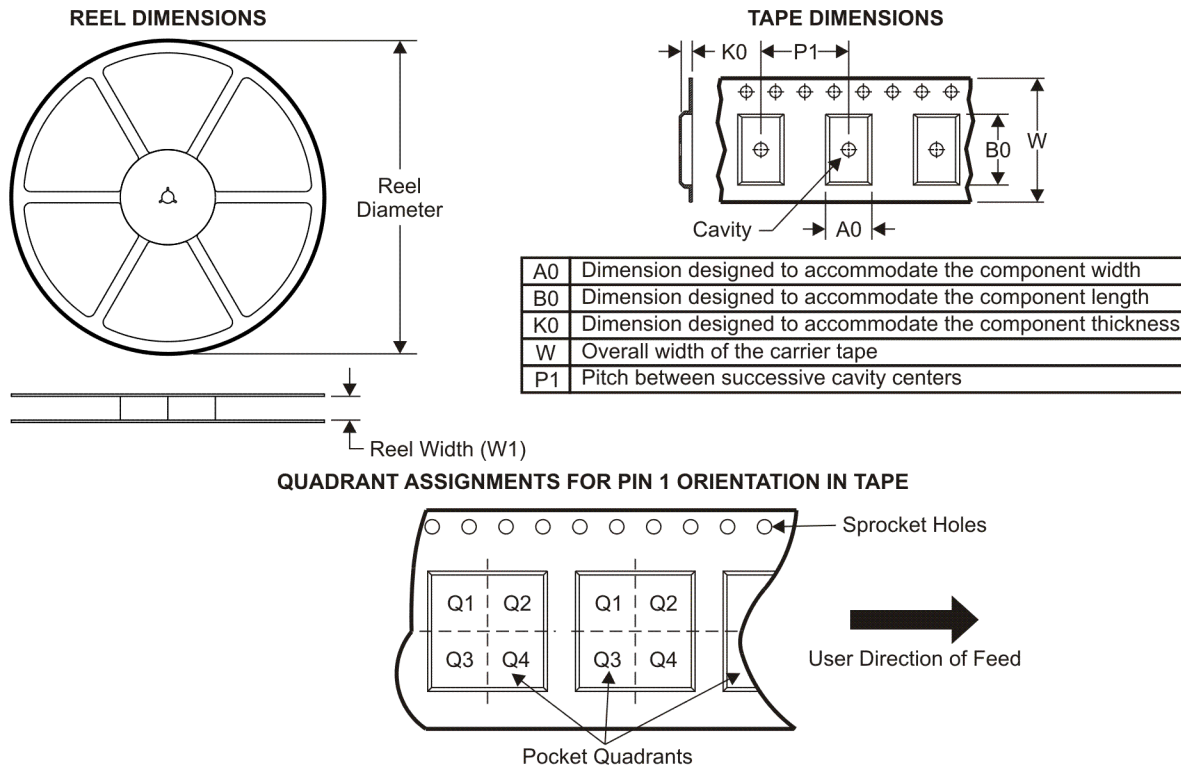 REEL DIMENSIONS
Reel
Diameter
Reel Width (W1)
TAPE DIMENSIONS
K0
P1
B0
W
Cavity
A0
A0 Dimension designed to accommodate the component width
B0 Dimension designed to accommodate the component length
K0 Dimension designed to accommodate the component thickness
W Overall width of the carrier tape
P1 Pitch between successive cavity centers
QUADRANT ASSIGNMENTS FOR PIN 1 ORIENTATION IN TAPE
Sprocket Holes
Q1 Q2 Q1 Q2
Q3 Q4 Q3 Q4
User Direction of Feed
Pocket Quadrants